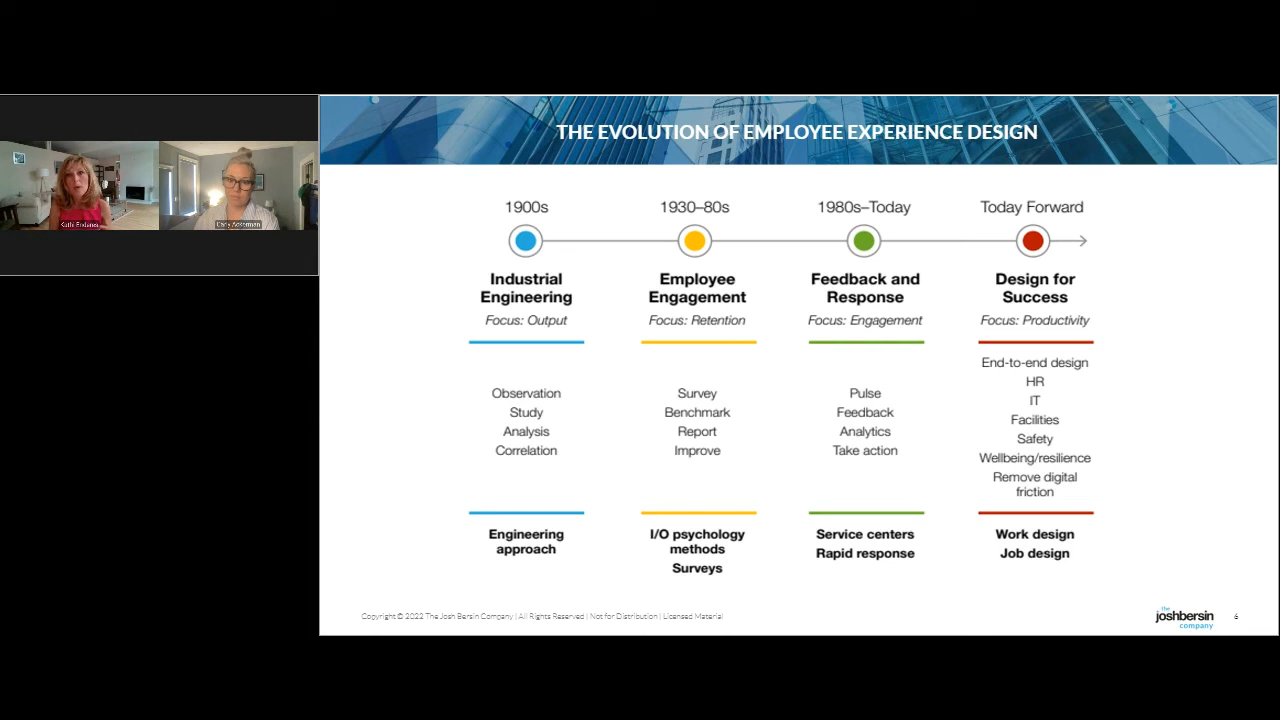 THE EVOLUTION OF EMPLOYEE EXPERIENCE DESIGN
Kathi Enderes
Carly Ackerman
1900s
Industrial
Engineering
Focus: Output
Observation
Study
Analysis
Correlation
Engineering
approach
1930–80s
Employee
Engagement
Focus: Retention
Survey
Benchmark
Report
Improve
I/O psychology
methods
Surveys
1980s–Today
Feedback and
Response
Focus: Engagement
Pulse
Feedback
Analytics
Take action
Service centers
Rapid response
Today Forward
Design for
Success
Focus: Productivity
End-to-end design
HR
IT
Facilities
Safety
Wellbeing/resilience
Remove digital
friction
Work design
Job design
Copyright © 2022 The Josh Bersin Company | All Rights Reserved | Not for Distribution | Licensed Material
the
joshbersin
company
6